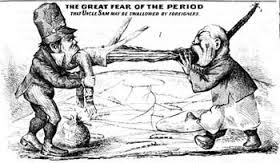 THE GREAT FEAR OF THE PERIOD
THAT UNCLE SAM MAY BE SWALLOWED BY FOREIGNERS.